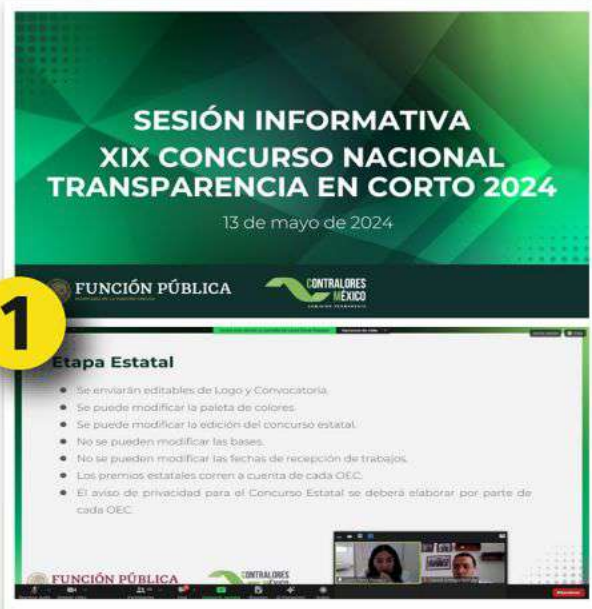 SESIÓN INFORMATIVA
XIX CONCURSO NACIONAL
TRANSPARENCIA EN CORTO 2024
13 de mayo de 2024
FUNCIÓN PÚBLICA
CONTRALORES
MÉXICO
COMISIÓN PERMANENTE
1
Etapa Estatal
● Se enviarán editables de Logo y Convocatoria.
● Se puede modificar la paleta de colores.
● Se puede modificar la edición del concurso estatal.
● No se pueden modificar las bases.
● No se pueden modificar las fechas de recepción de trabajos.
● Los premios estatales corren a cuenta de cada OEC.
● El aviso de privacidad para el Concurso Estatal se deberá elaborar por parte de
cada OEC.
FUNCIÓN PÚBLICA
CONTRALORES